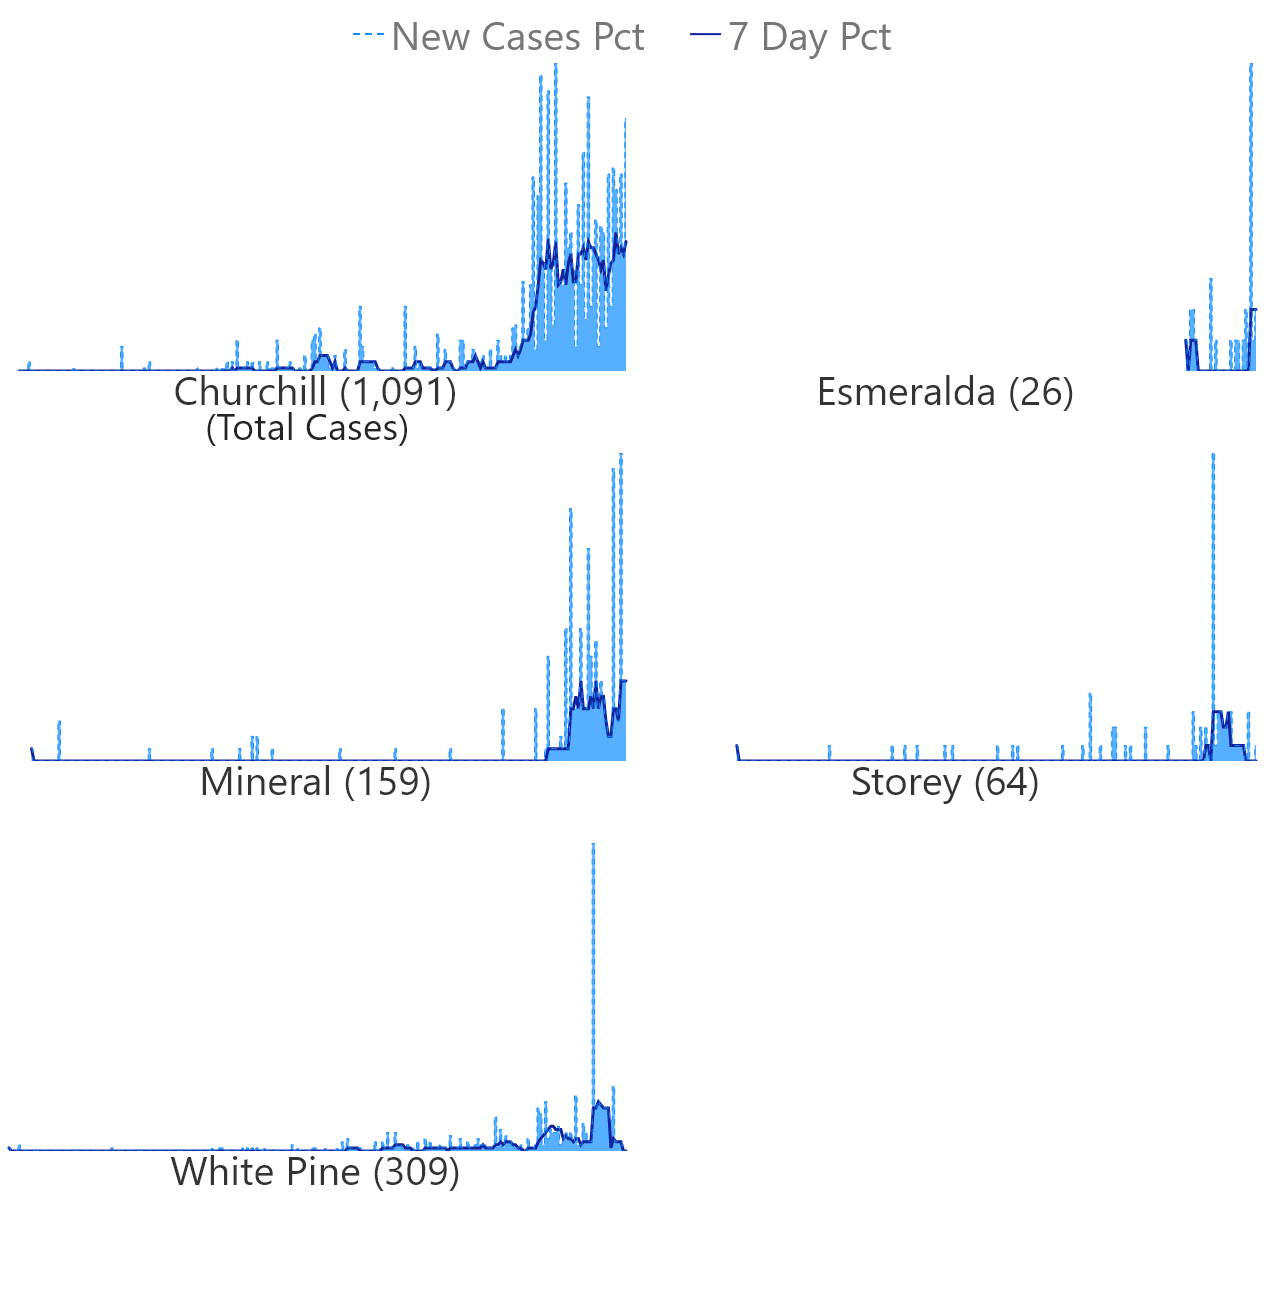 New Cases Pct 7 Day Pct
Churchill (1,091) Esmeralda (26)
(Total Cases)
Mineral (159) Storey (64)
White Pine (309)